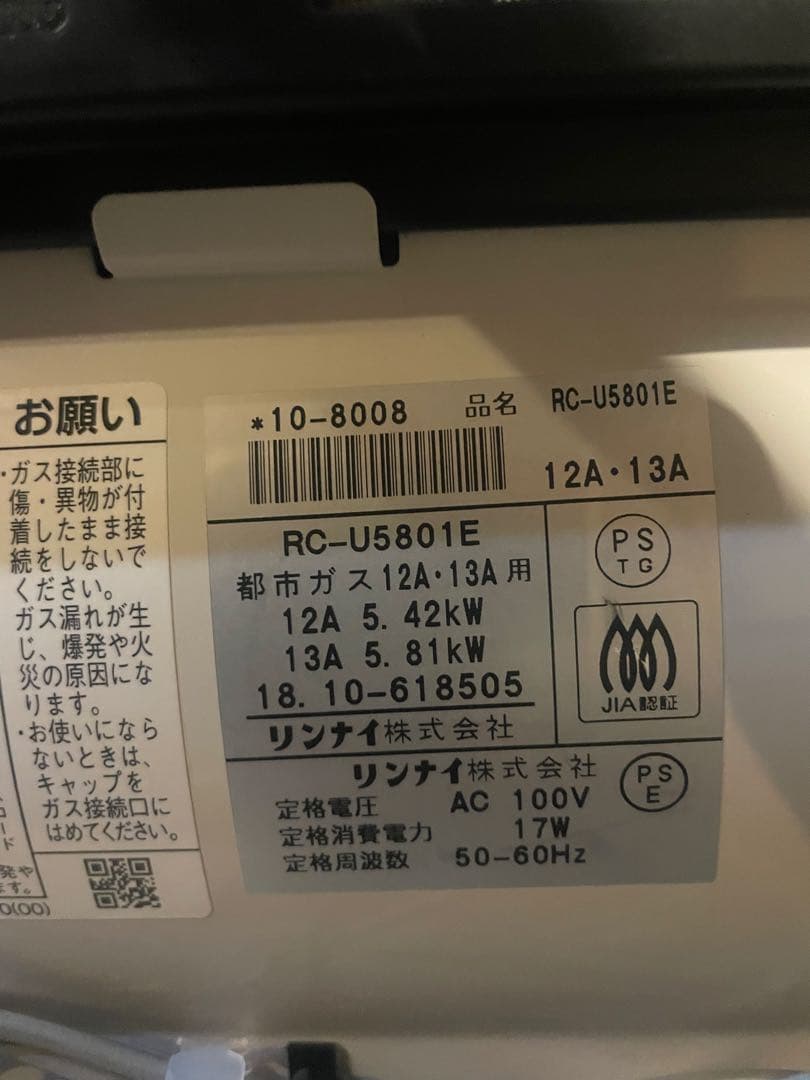 お願い
・ガス接続部に
傷・異物が付
着したまま接
続をしないで
ください。
ガス漏れが生
じ、爆発や火
災の原因にな
ります。
・お使いになら
ないときは、
キャップを
ガス接続口に
はめてください。
*10-8008 品名 RC-U5801E
12A・13A
RC-U5801E
都市ガス12A・13A用
12A 5.42kW
13A 5.81kW
18.10-618505
リンナイ株式会社
PS
TG
JIA認証
リンナイ株式会社
定格電圧 AC 100V
定格消費電力 17W
定格周波数 50-60Hz
PS
E
発や
ます。
0(00)